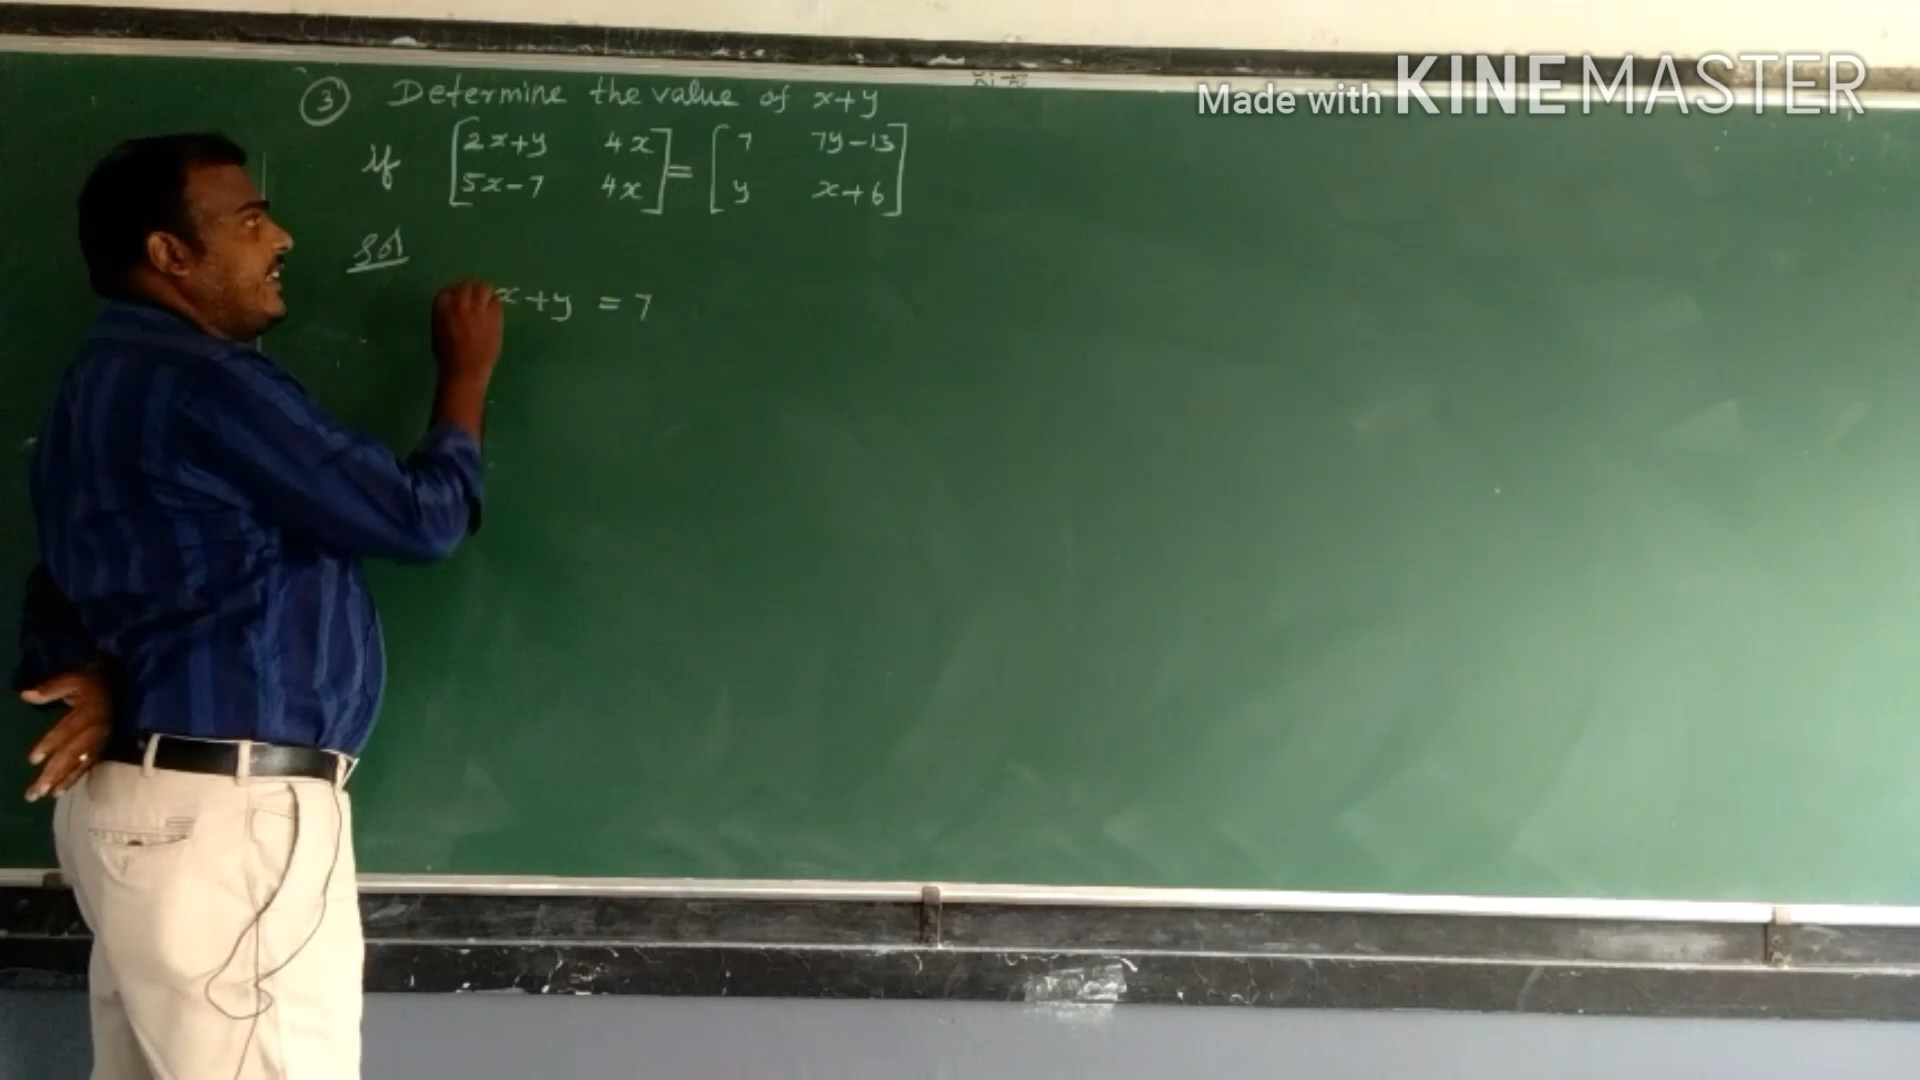 Made with KINEMASTER
③ Determine the value of x+y
if [2x+y 4x] = [7 7y-13]
[5x-7 4x] [y x+6]
Sol
x+y = 7